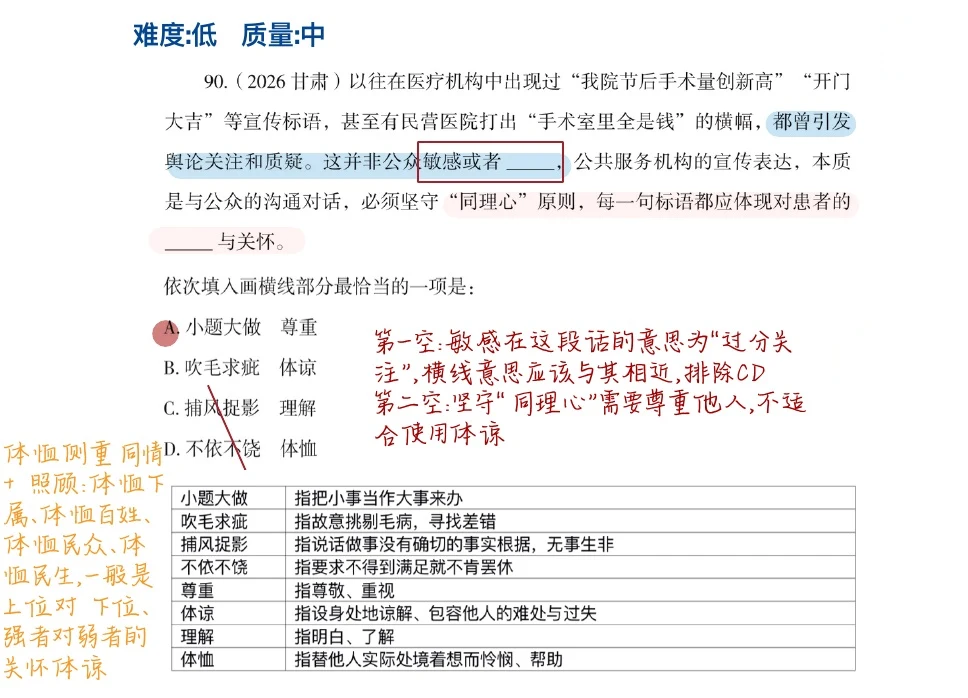 难度:低 质量:中
90.（2026 甘肃）以往在医疗机构中出现过“我院节后手术量创新高”“开门
大吉”等宣传标语，甚至有民营医院打出“手术室里全是钱”的横幅，都曾引发
舆论关注和质疑。这并非公众敏感或者 _____，公共服务机构的宣传表达，本质
是与公众的沟通对话，必须坚守“同理心”原则，每一句标语都应体现对患者的
_____ 与关怀。
依次填入画横线部分最恰当的一项是：
A. 小题大做 尊重
B. 吹毛求疵 体谅
C. 捕风捉影 理解
D. 不依不饶 体恤
第一空:敏感在这段话的意思为“过分关
注”,横线意思应该与其相近,排除CD
第二空:坚守“同理心”需要尊重他人,不适
合使用体谅
体恤侧重 同情
+ 照顾:体恤下
属、体恤百姓、
体恤民众、体
恤民生,一般是
上位对 下位、
强者对弱者的
关怀体谅
小题大做 指把小事当作大事来办
吹毛求疵 指故意挑剔毛病，寻找差错
捕风捉影 指说话做事没有确切的事实根据，无事生非
不依不饶 指要求不得到满足就不肯罢休
尊重 指尊敬、重视
体谅 指设身处地谅解、包容他人的难处与过失
理解 指明白、了解
体恤 指替他人实际处境着想而怜悯、帮助